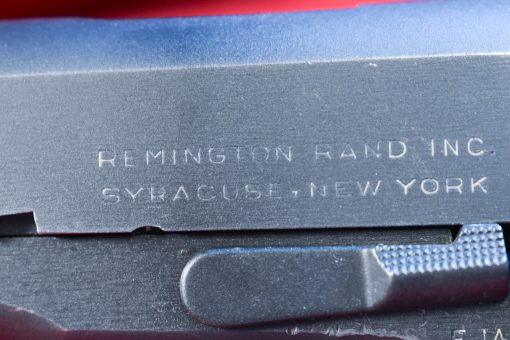 REMINGTON RAND INC.
SYRACUSE, NEW YORK